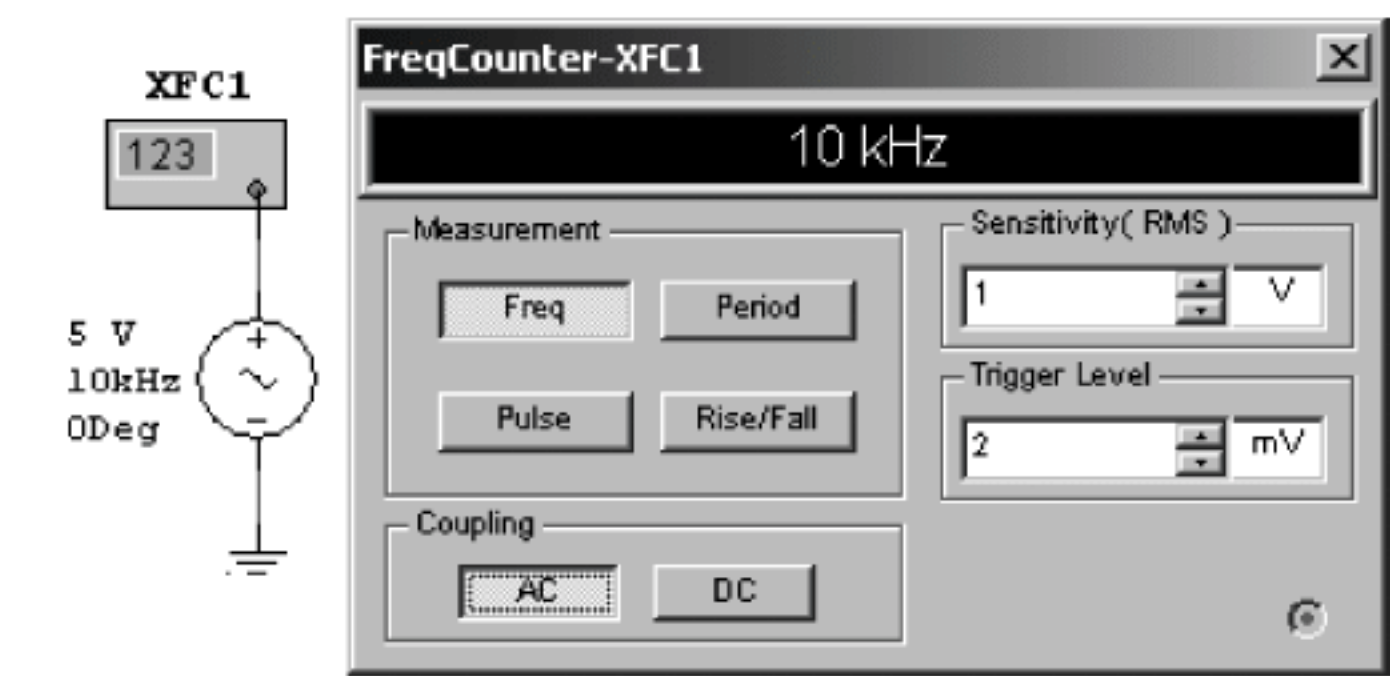 XFC1
123
5 V
10kHz
0Deg
FreqCounter-XFC1
10 kHz
Measurement
Freq
Period
Pulse
Rise/Fall
Coupling
AC
DC
Sensitivity( RMS )
1
V
Trigger Level
2
mV